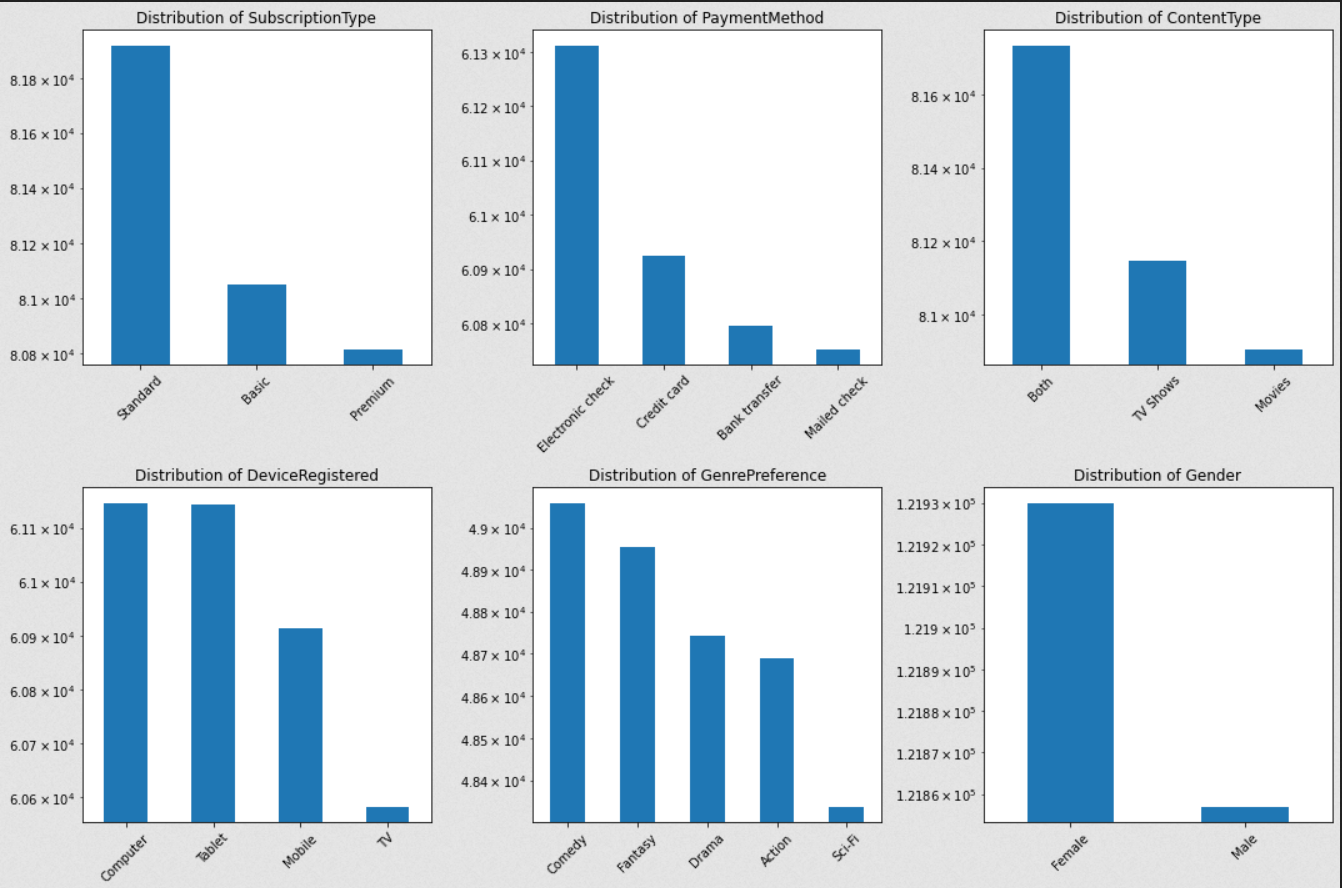 Distribution of SubscriptionType
8.18 × 10⁴
8.16 × 10⁴
8.14 × 10⁴
8.12 × 10⁴
8.1 × 10⁴
8.08 × 10⁴
Standard
Basic
Premium
Distribution of PaymentMethod
6.13 × 10⁴
6.12 × 10⁴
6.11 × 10⁴
6.1 × 10⁴
6.09 × 10⁴
6.08 × 10⁴
Electronic check
Credit card
Bank transfer
Mailed check
Distribution of ContentType
8.16 × 10⁴
8.14 × 10⁴
8.12 × 10⁴
8.1 × 10⁴
Both
TV Shows
Movies
Distribution of DeviceRegistered
6.11 × 10⁴
6.1 × 10⁴
6.09 × 10⁴
6.08 × 10⁴
6.07 × 10⁴
6.06 × 10⁴
Computer
Tablet
Mobile
TV
Distribution of GenrePreference
4.9 × 10⁴
4.89 × 10⁴
4.88 × 10⁴
4.87 × 10⁴
4.86 × 10⁴
4.85 × 10⁴
4.84 × 10⁴
Comedy
Fantasy
Drama
Action
Sci-Fi
Distribution of Gender
1.2193 × 10⁵
1.2192 × 10⁵
1.2191 × 10⁵
1.219 × 10⁵
1.2189 × 10⁵
1.2188 × 10⁵
1.2187 × 10⁵
1.2186 × 10⁵
Female
Male